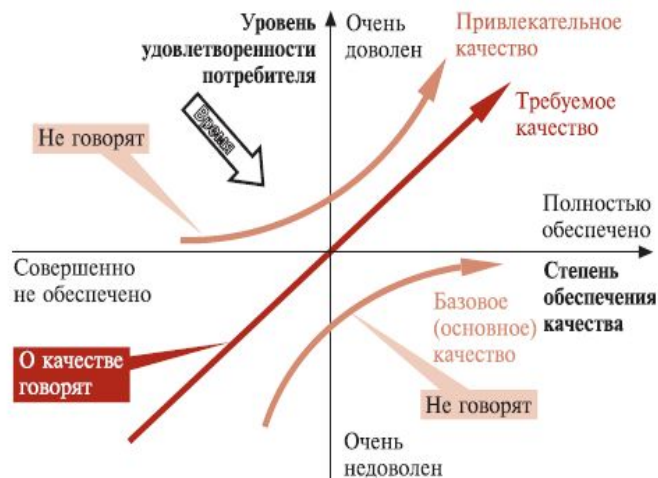 Уровень
удовлетворенности
потребителя
Очень
доволен
Привлекательное
качество
Время
Требуемое
качество
Не говорят
Полностью
обеспечено
Совершенно
не обеспечено
Степень
обеспечения
качества
Базовое
(основное)
качество
О качестве
говорят
Не говорят
Очень
недоволен